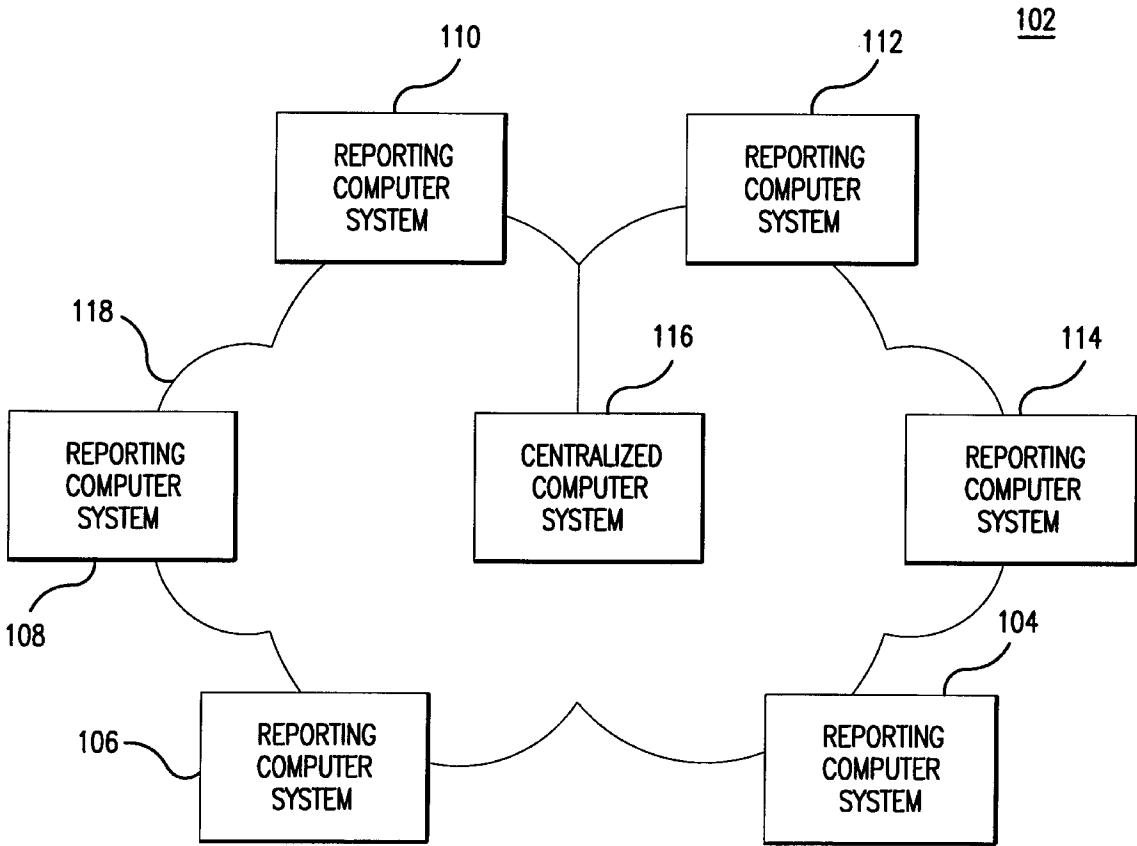 102
110
112
REPORTING
COMPUTER
SYSTEM
REPORTING
COMPUTER
SYSTEM
118
116
114
REPORTING
COMPUTER
SYSTEM
CENTRALIZED
COMPUTER
SYSTEM
REPORTING
COMPUTER
SYSTEM
108
104
106
REPORTING
COMPUTER
SYSTEM
REPORTING
COMPUTER
SYSTEM